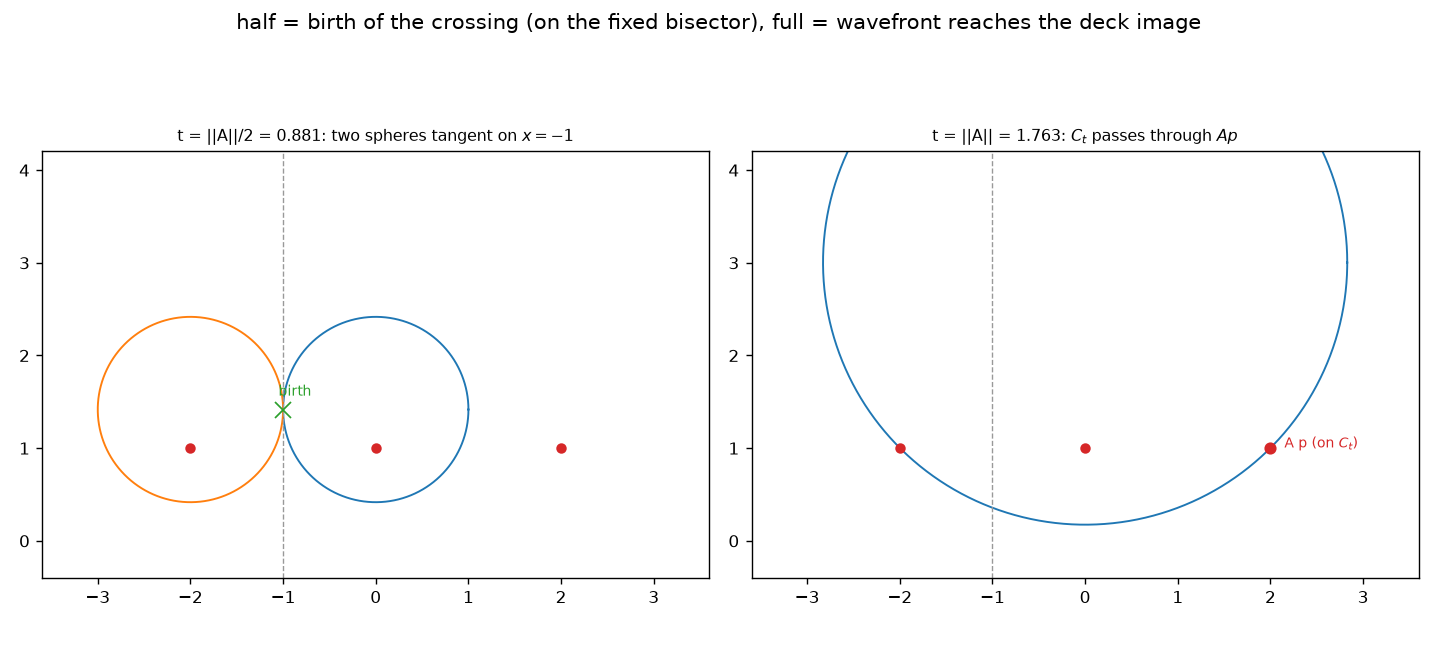 half = birth of the crossing (on the fixed bisector), full = wavefront reaches the deck image
t = ||A||/2 = 0.881: two spheres tangent on x = −1
4
3
2
1
0
birth
−3 −2 −1 0 1 2 3
t = ||A|| = 1.763: C_t passes through Ap
4
3
2
1
0
A p (on C_t)
−3 −2 −1 0 1 2 3